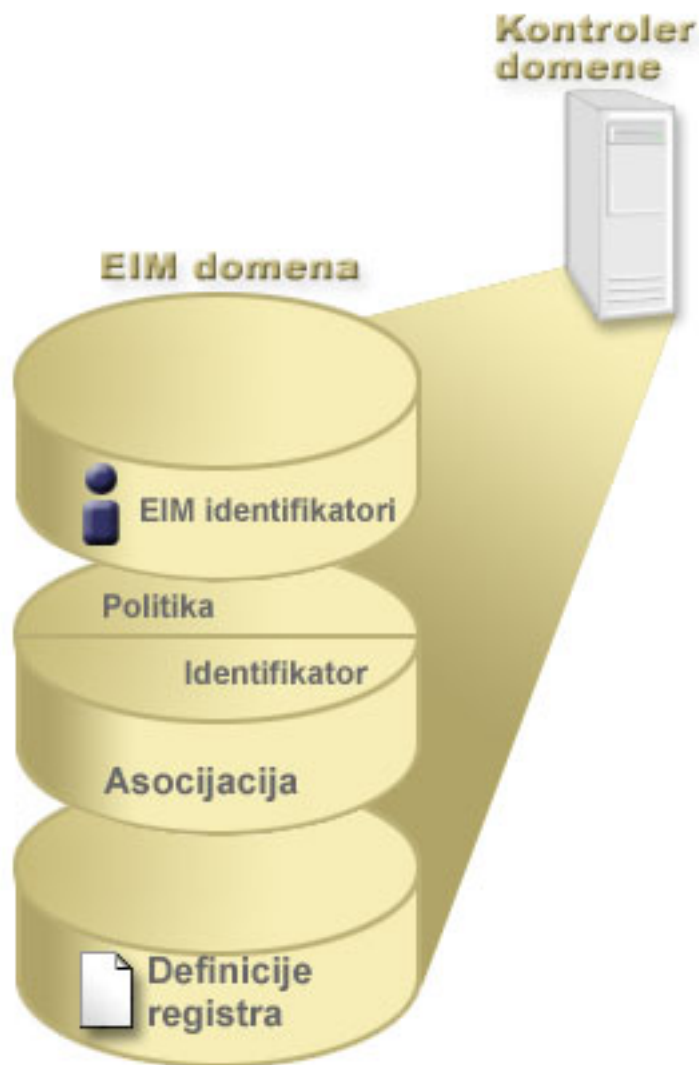 Kontroler
domene
EIM domena
EIM identifikatori
Politika
Identifikator
Asocijacija
Definicije
registra